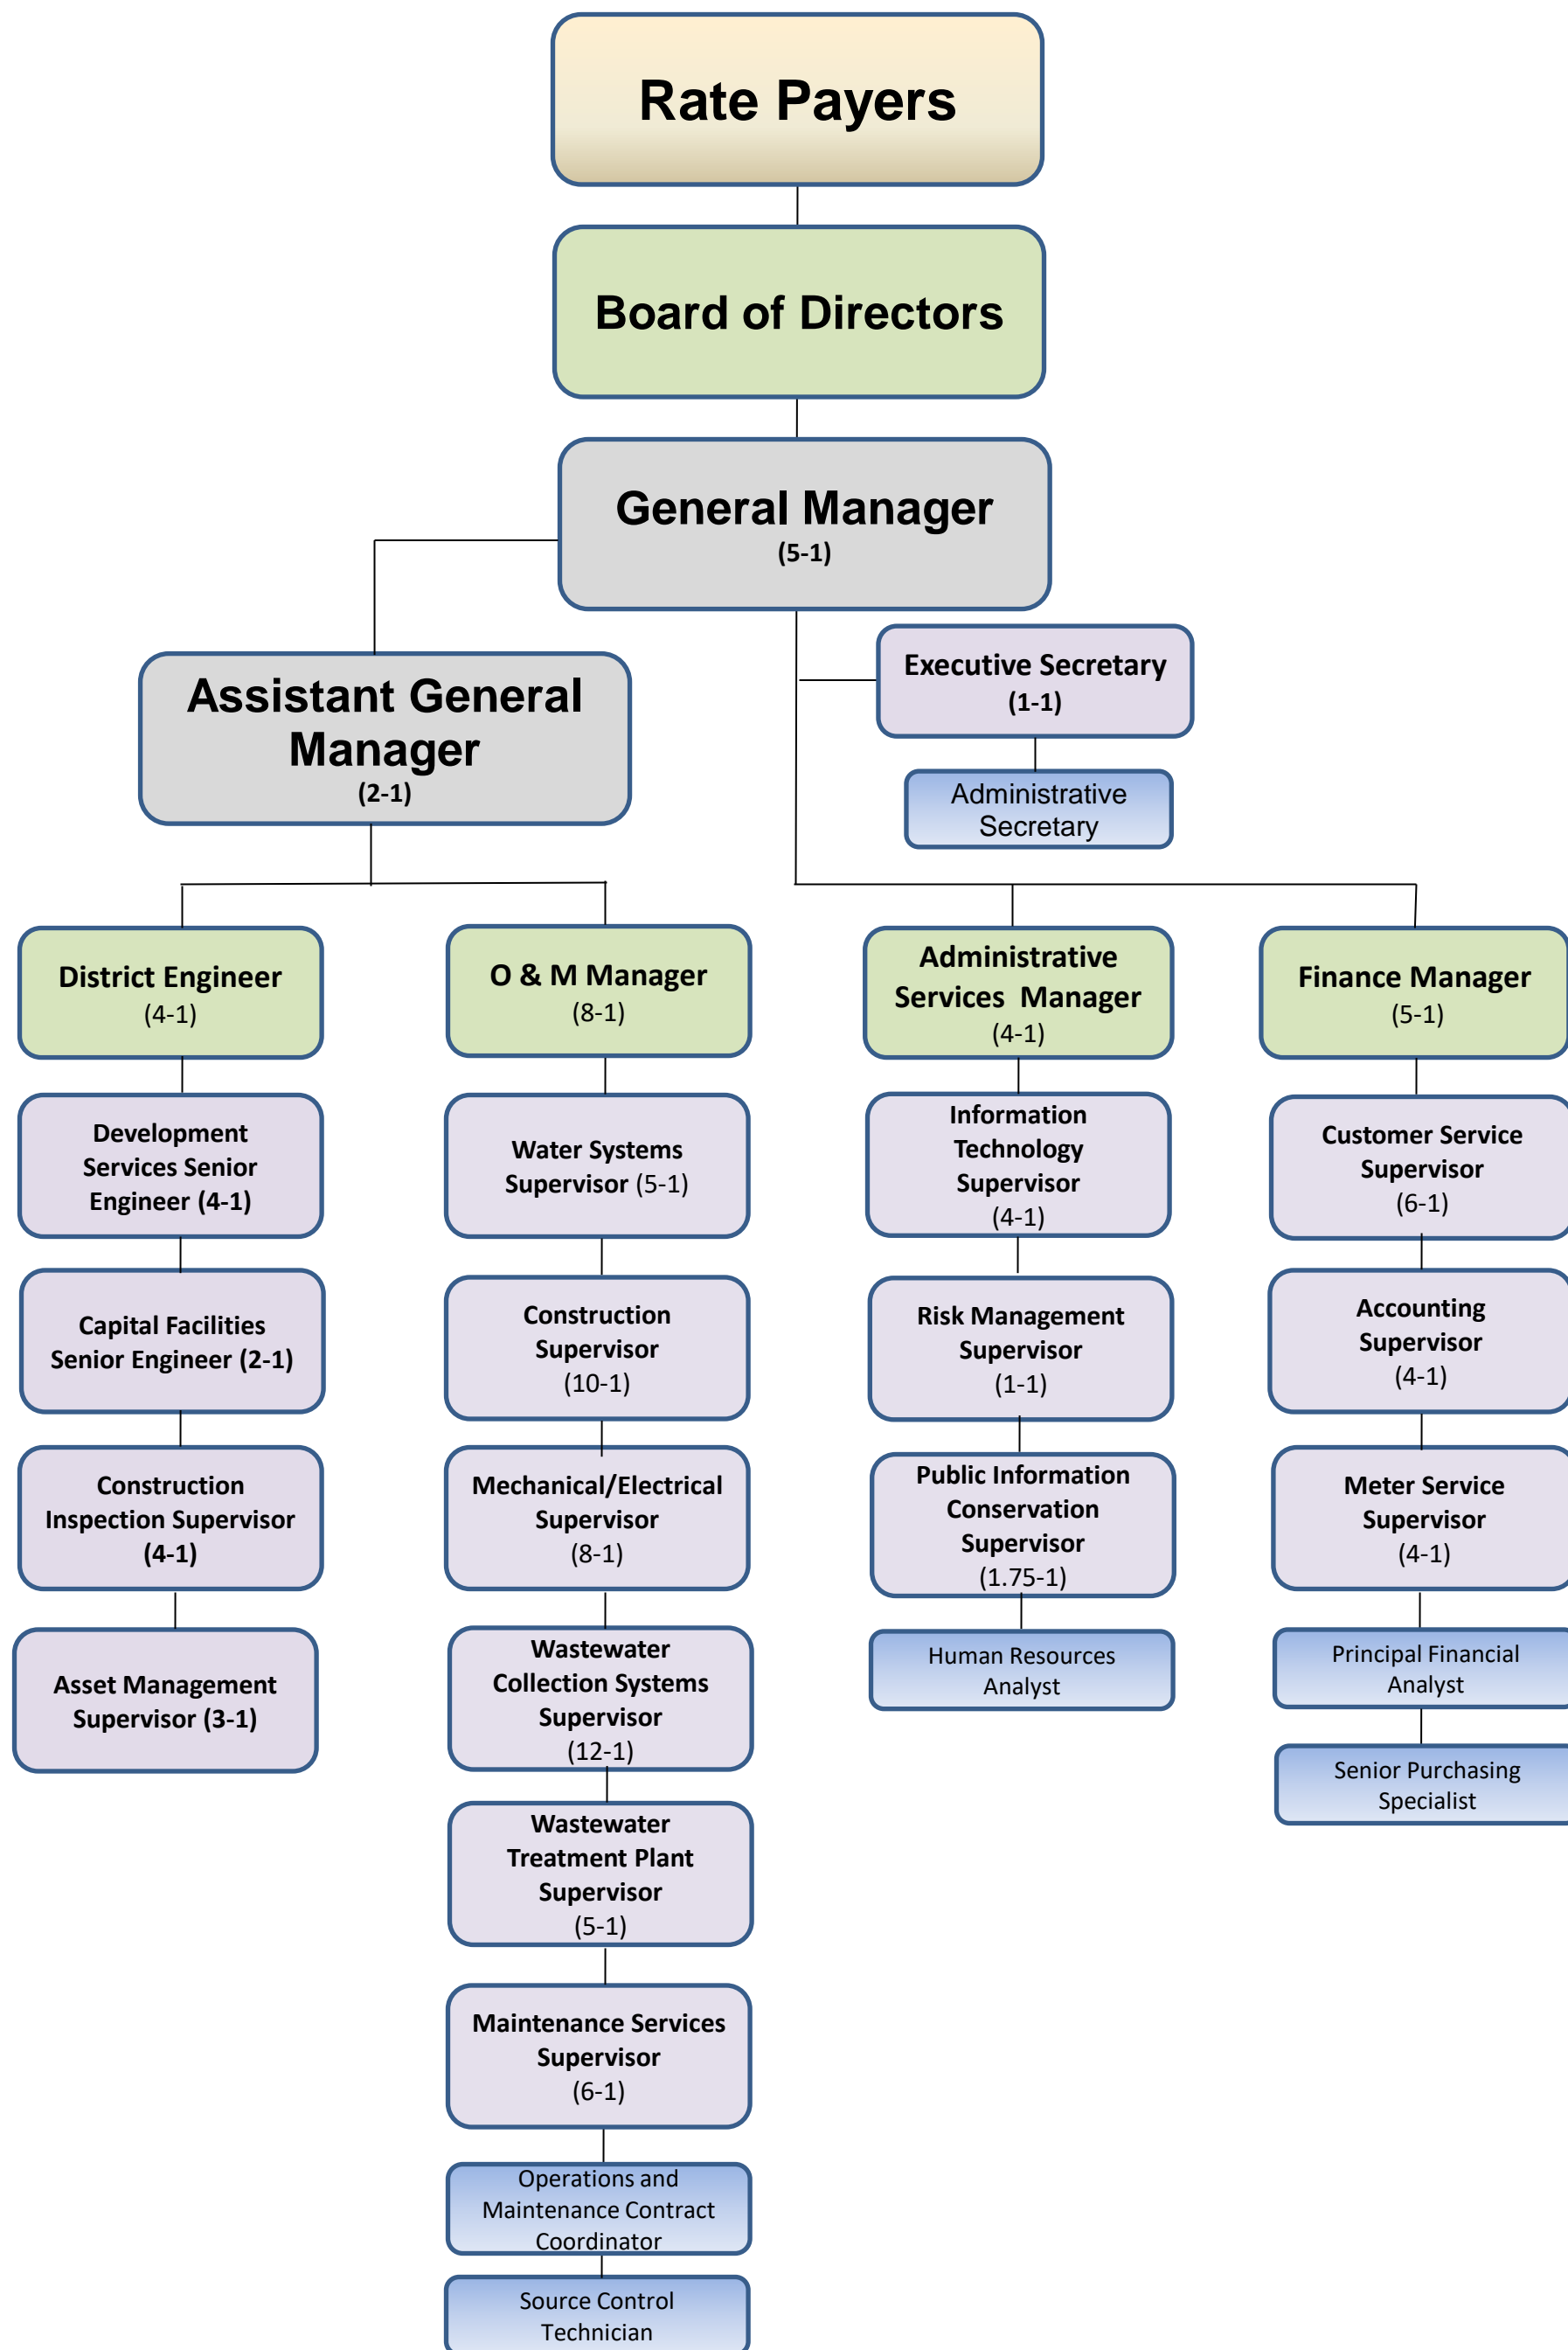 Rate Payers
Board of Directors
General Manager
(5-1)
Executive Secretary
(1-1)
Administrative
Secretary
Assistant General
Manager
(2-1)
District Engineer
(4-1)
Development
Services Senior
Engineer (4-1)
Capital Facilities
Senior Engineer (2-1)
Construction
Inspection Supervisor
(4-1)
Asset Management
Supervisor (3-1)
O & M Manager
(8-1)
Water Systems
Supervisor (5-1)
Construction
Supervisor
(10-1)
Mechanical/Electrical
Supervisor
(8-1)
Wastewater
Collection Systems
Supervisor
(12-1)
Wastewater
Treatment Plant
Supervisor
(5-1)
Maintenance Services
Supervisor
(6-1)
Operations and
Maintenance Contract
Coordinator
Source Control
Technician
Administrative
Services Manager
(4-1)
Information
Technology
Supervisor
(4-1)
Risk Management
Supervisor
(1-1)
Public Information
Conservation
Supervisor
(1.75-1)
Human Resources
Analyst
Finance Manager
(5-1)
Customer Service
Supervisor
(6-1)
Accounting
Supervisor
(4-1)
Meter Service
Supervisor
(4-1)
Principal Financial
Analyst
Senior Purchasing
Specialist